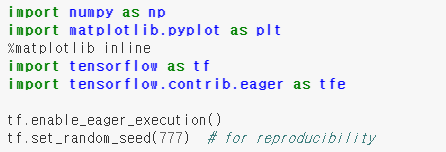 import numpy as np
import matplotlib.pyplot as plt
%matplotlib inline
import tensorflow as tf
import tensorflow.contrib.eager as tfe
tf.enable_eager_execution()
tf.set_random_seed(777)  # for reproducibility